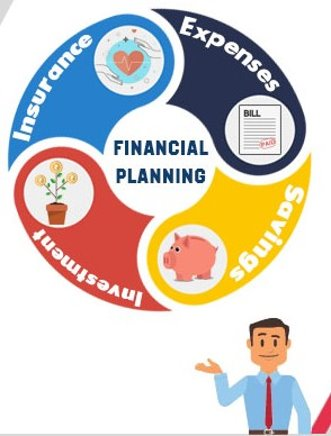 Insurance
Expenses
BILL
PAID
FINANCIAL
PLANNING
Investment
Savings